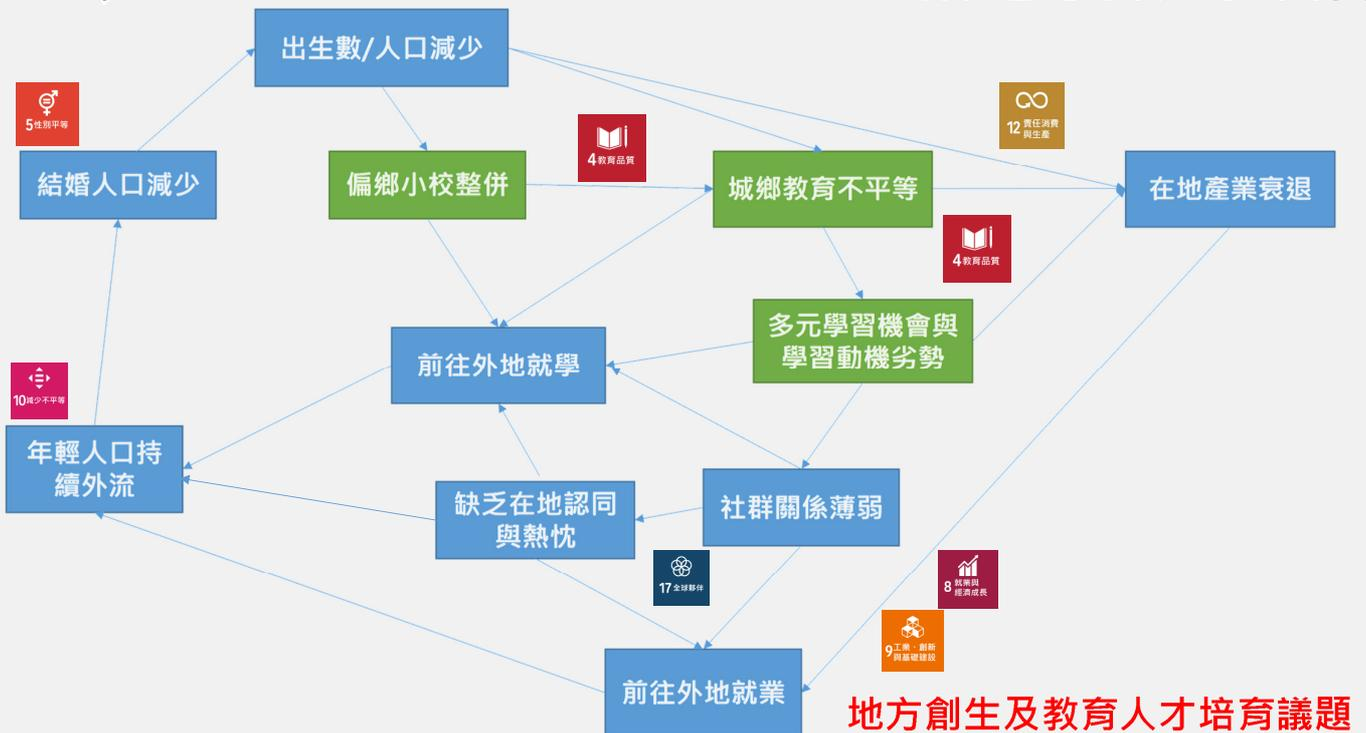 出生數/人口減少
5性別平等
12 責任消費
與生產
4教育品質
結婚人口減少
偏鄉小校整併
城鄉教育不平等
在地產業衰退
4教育品質
多元學習機會與
學習動機劣勢
前往外地就學
10減少不平等
年輕人口持
續外流
缺乏在地認同
與熱忱
社群關係薄弱
17全球夥伴
8 就業與
經濟成長
9工業、創新
與基礎建設
前往外地就業
地方創生及教育人才培育議題